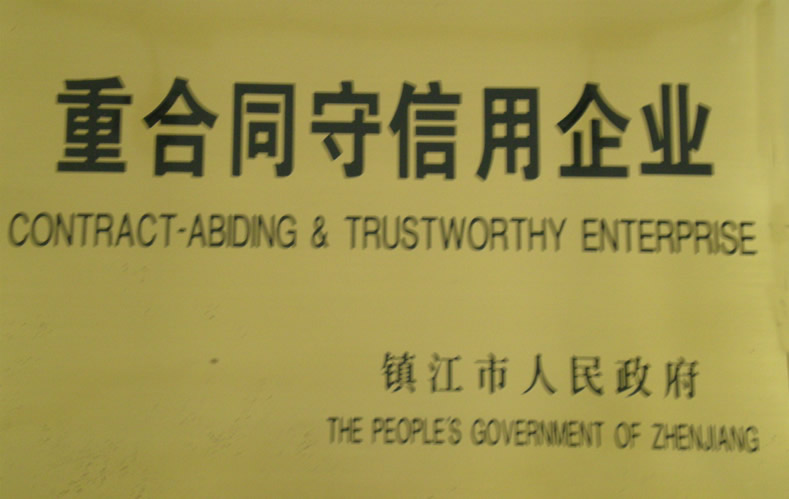 重合同守信用企业
CONTRACT-ABIDING & TRUSTWORTHY ENTERPRISE
镇江市人民政府
THE PEOPLE'S GOVERNMENT OF ZHENJIANG